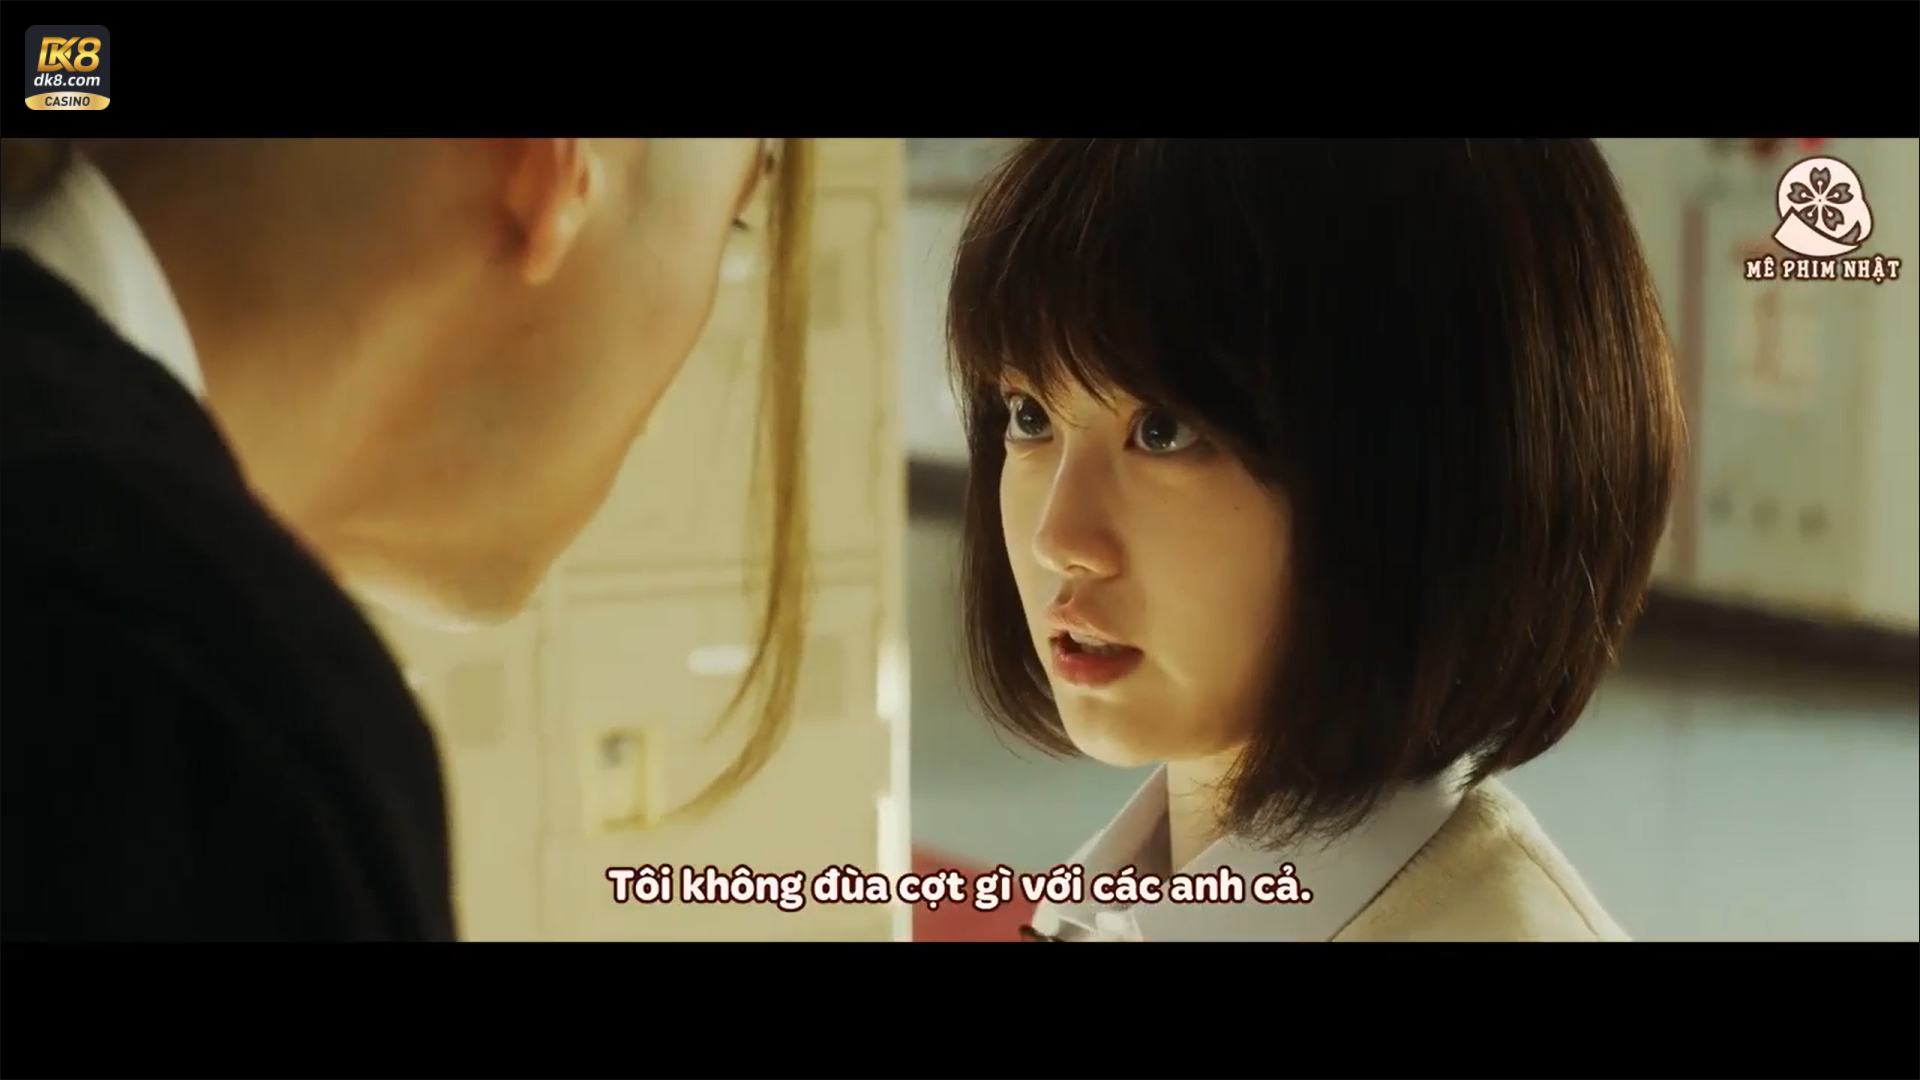 DK8
dk8.com
CASINO
MÊ PHIM NHẬT
Tôi không đùa cợt gì với các anh cả.